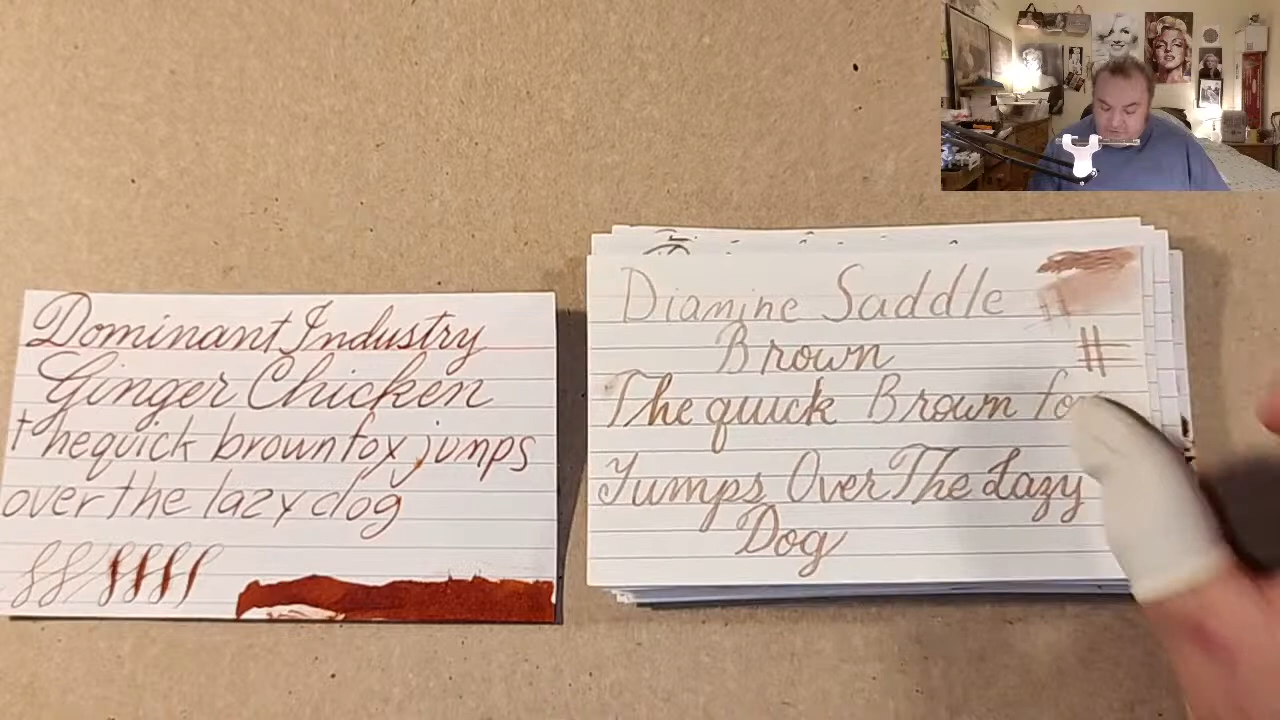 Dominant Industry
Ginger Chicken
the quick brown fox jumps
over the lazy dog
Diamine Saddle
Brown
The quick Brown fox
Jumps Over The Lazy
Dog